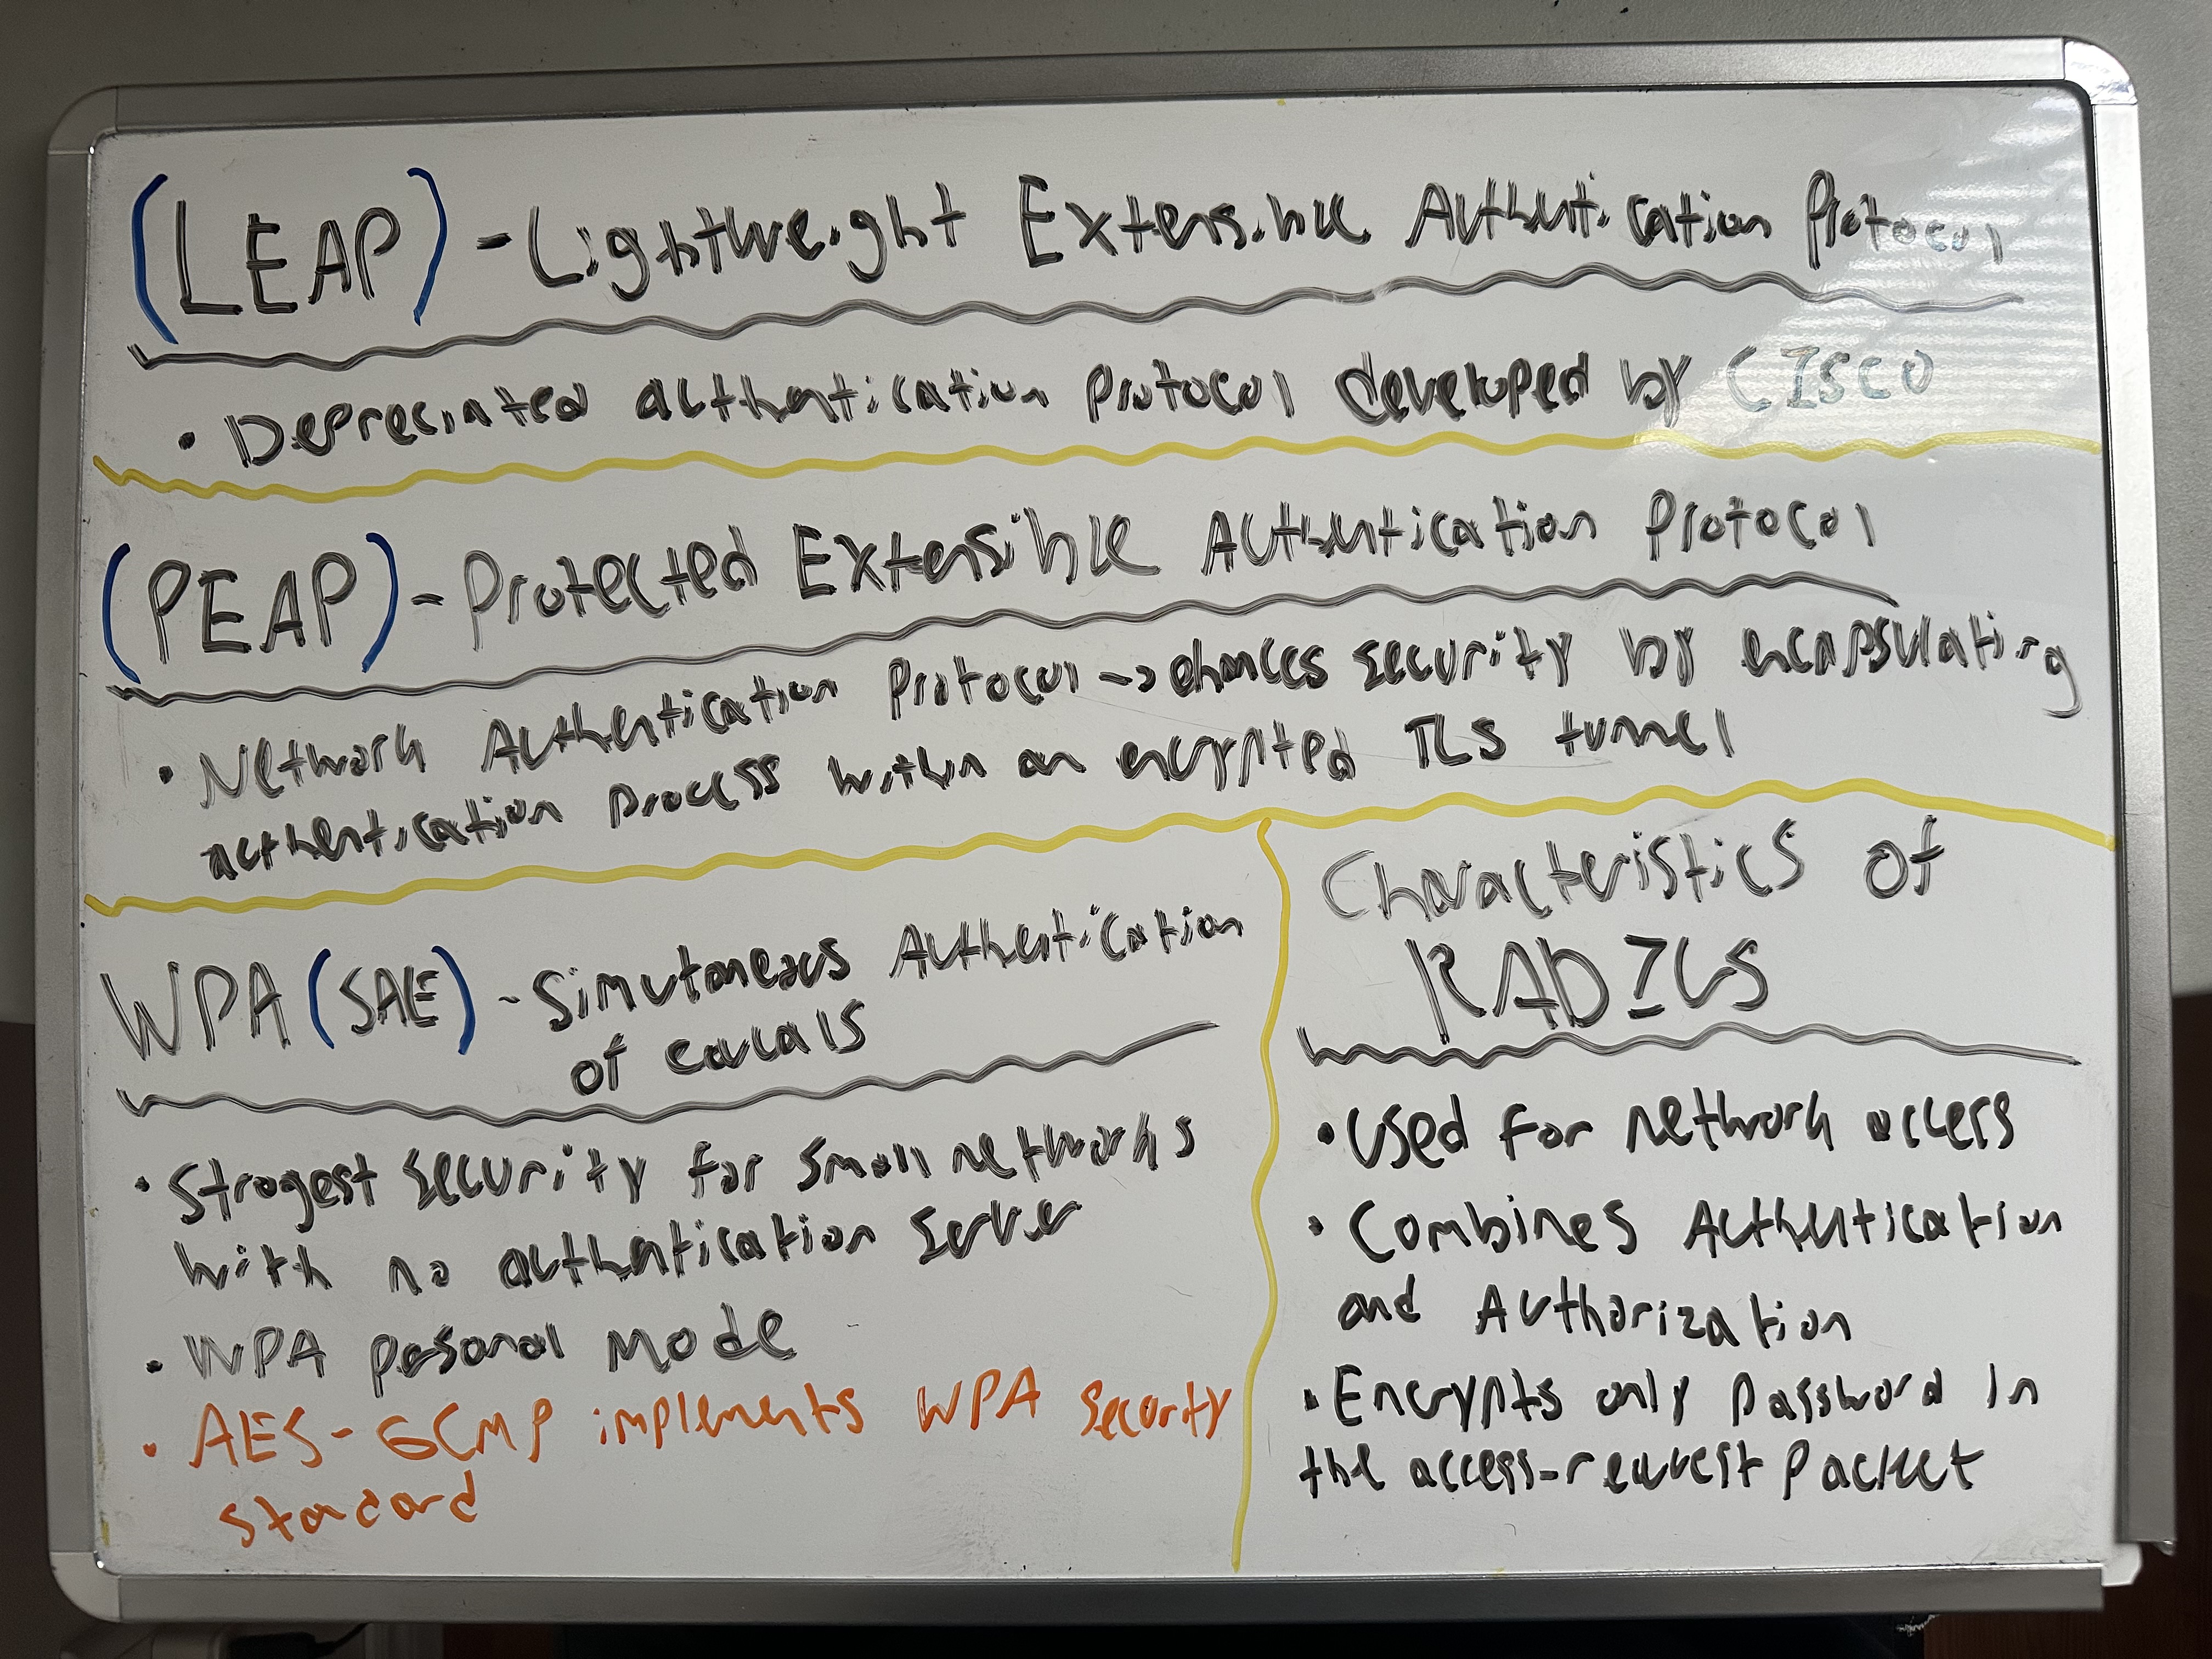 (LEAP) - Lightweight Extensible Authentication Protocol
• Depreciated authentication protocol developed by CISCO
(PEAP) - Protected Extensible Authentication Protocol
• Network Authentication Protocol -> ehances security by encapsulating
authentication process within an encrypted TLS tunnel
WPA (SAE) - Simutaneous Authentication
of equals
• Strogest security for small networks
with no authentication server
• WPA personal mode
• AES-GCMP implements WPA security
standard
Characteristics of
RADIUS
• Used for network access
• Combines Authentication
and Authorization
• Encrypts only password in
the access-request packet